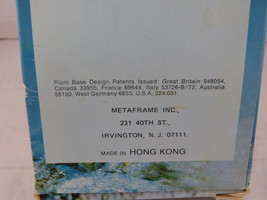 Plant Base Design Patents Issued: Great Britain 948084,
Canada 33955, France 69644, Italy 53726-B/72, Australia
56150, West Germany 6853, U.S.A. 224,031.
METAFRAME INC.,
231 40TH ST.,
IRVINGTON, N. J. 07111.
MADE IN HONG KONG